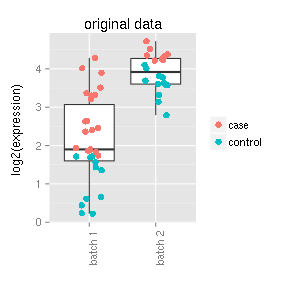 original data
log2(expression)
4
3
2
1
0
batch 1
batch 2
case
control